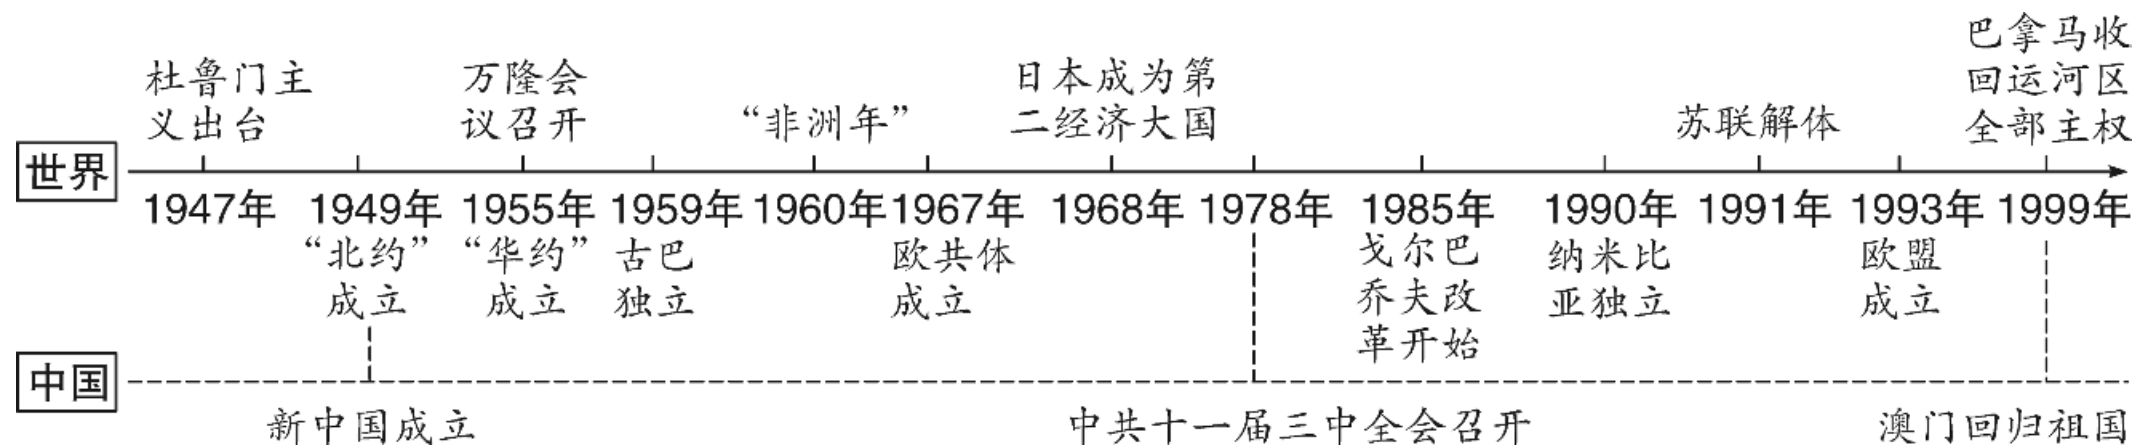 巴拿马收
回运河区
全部主权
杜鲁门主
义出台
万隆会
议召开
“非洲年”
日本成为第
二经济大国
苏联解体
世界
1947年 1949年 1955年 1959年 1960年 1967年 1968年 1978年 1985年 1990年 1991年 1993年 1999年
“北约”
成立
“华约”
成立
古巴
独立
欧共体
成立
戈尔巴
乔夫改
革开始
纳米比
亚独立
欧盟
成立
中国
新中国成立
中共十一届三中全会召开
澳门回归祖国